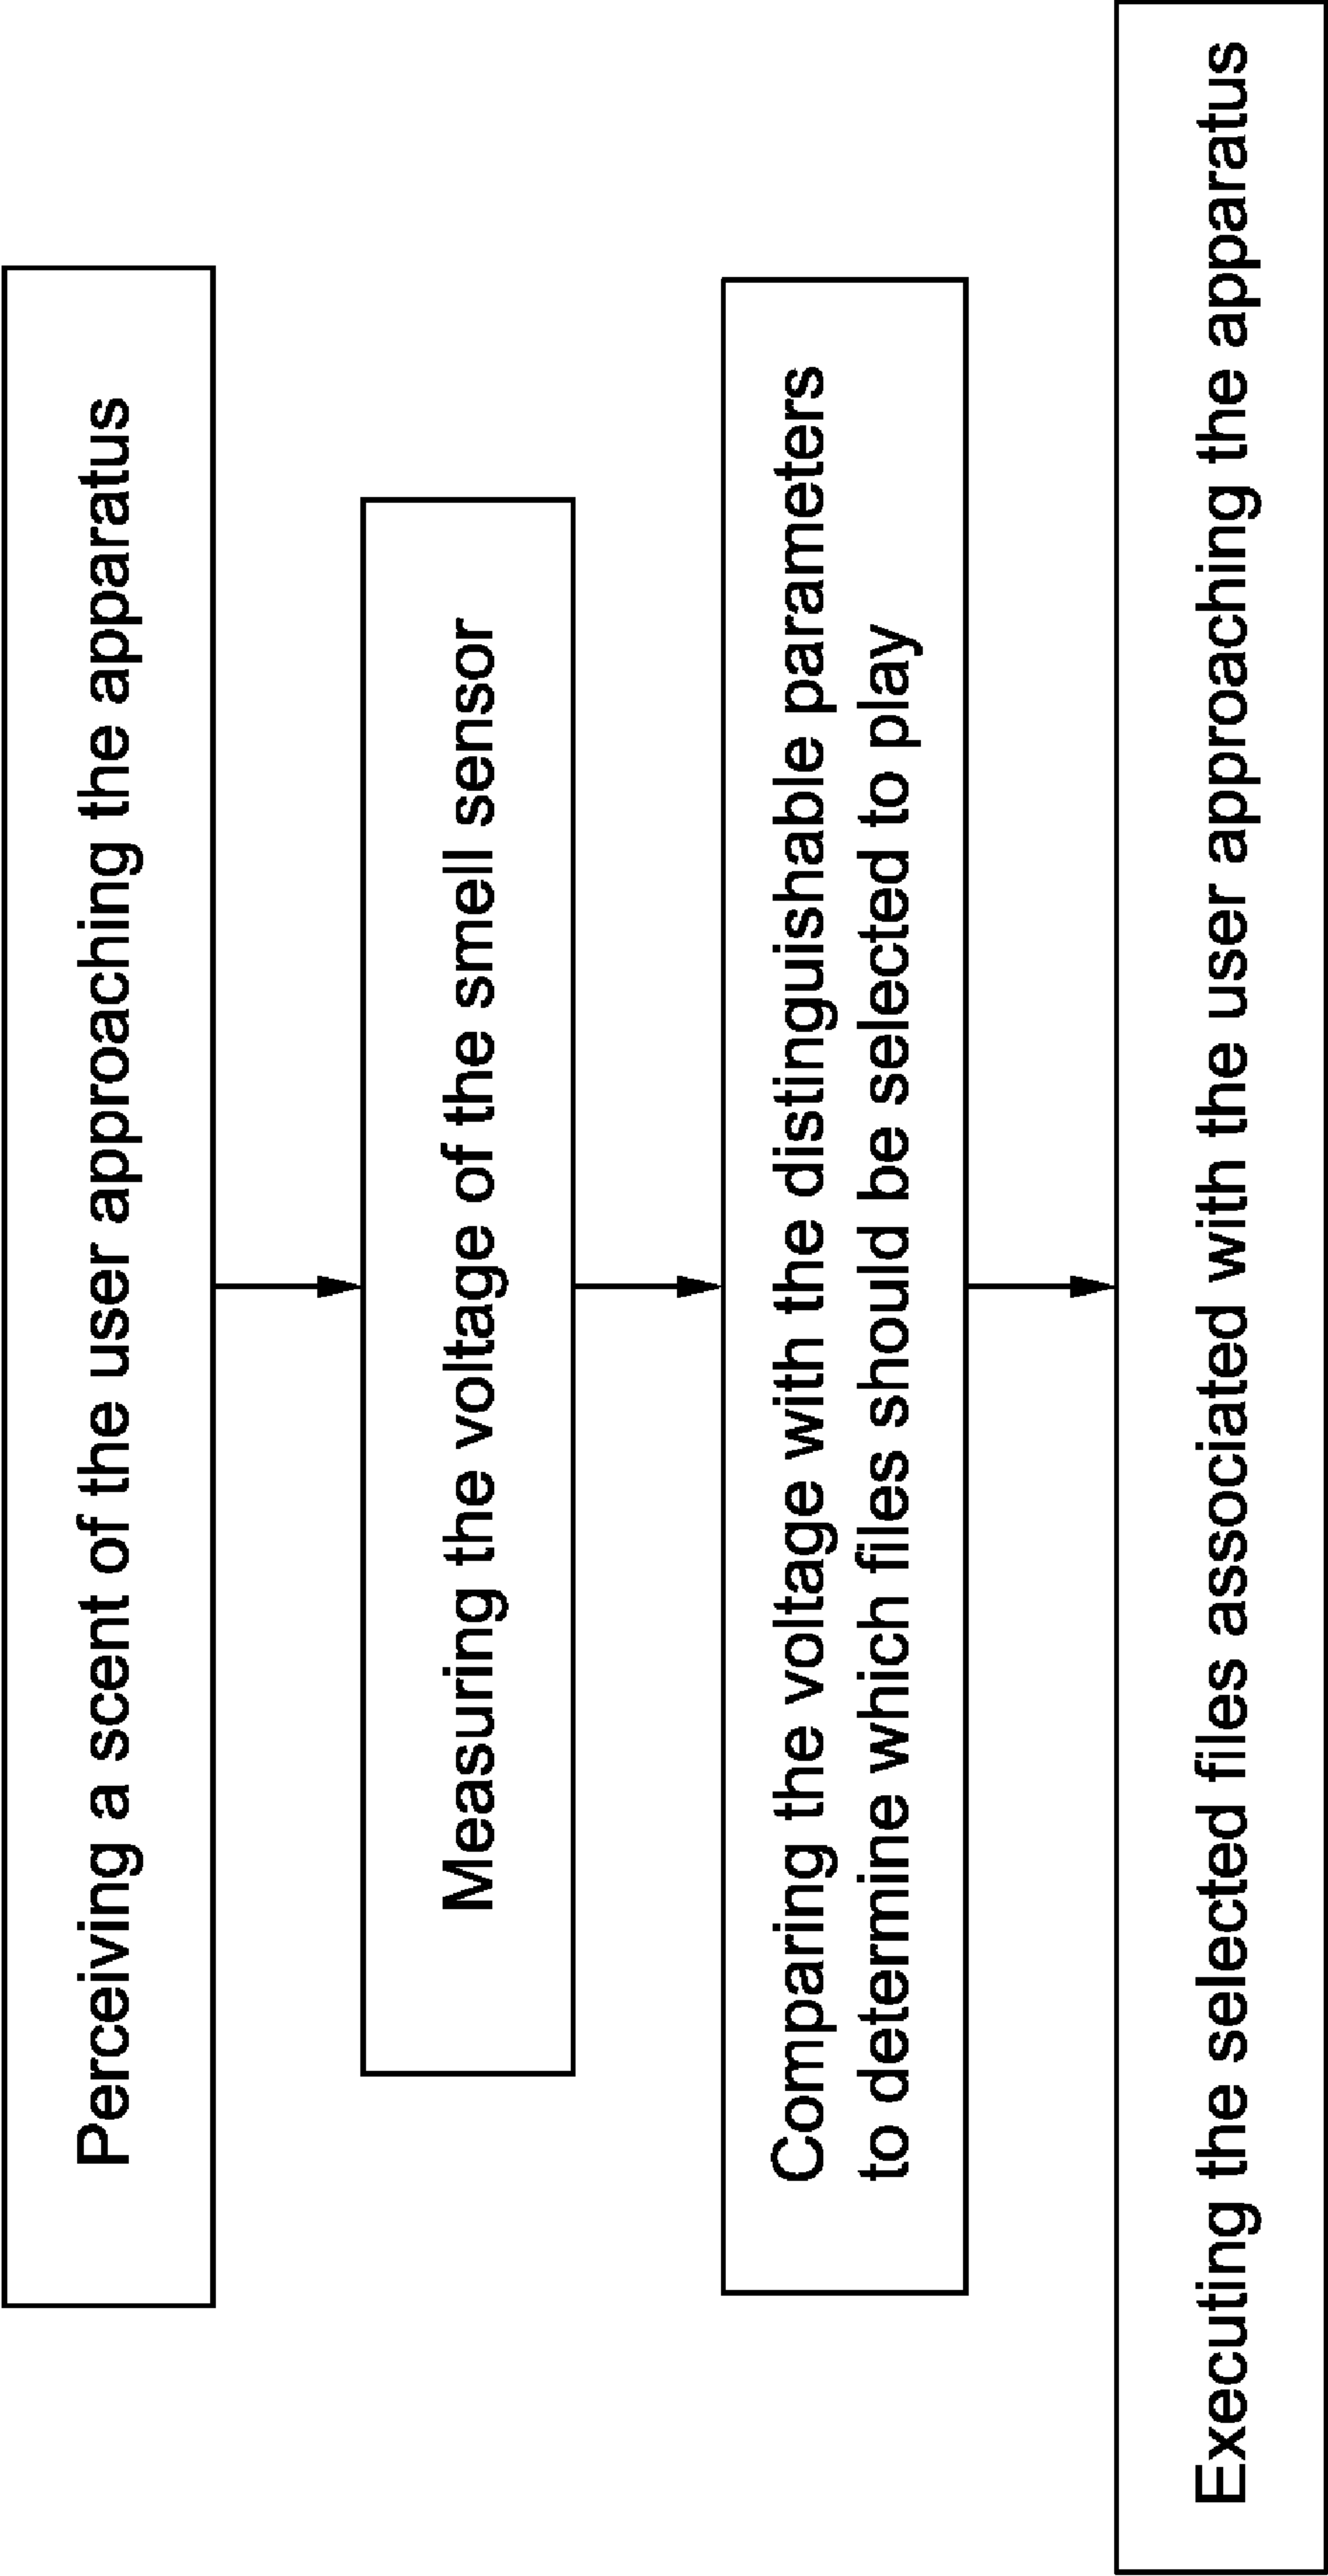 Perceiving a scent of the user approaching the apparatus
Measuring the voltage of the smell sensor
Comparing the voltage with the distinguishable parameters
to determine which files should be selected to play
Executing the selected files associated with the user approaching the apparatus